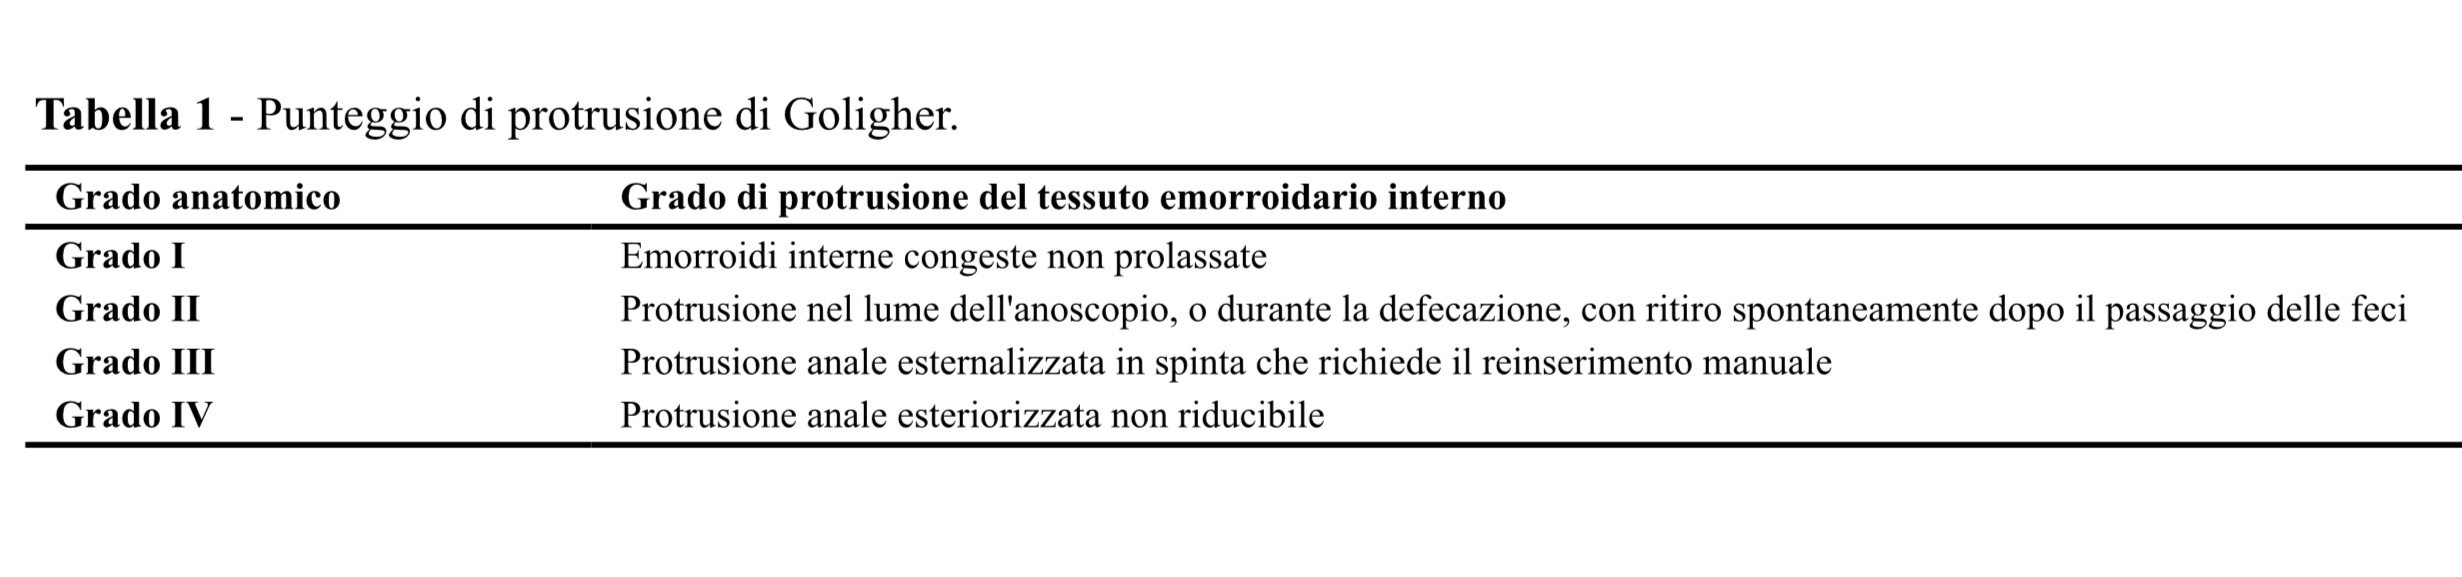 Tabella 1 - Punteggio di protrusione di Goligher.
Grado anatomico Grado di protrusione del tessuto emorroidario interno
Grado I Emorroidi interne congeste non prolassate
Grado II Protrusione nel lume dell'anoscopio, o durante la defecazione, con ritiro spontaneamente dopo il passaggio delle feci
Grado III Protrusione anale esternalizzata in spinta che richiede il reinserimento manuale
Grado IV Protrusione anale esteriorizzata non riducibile